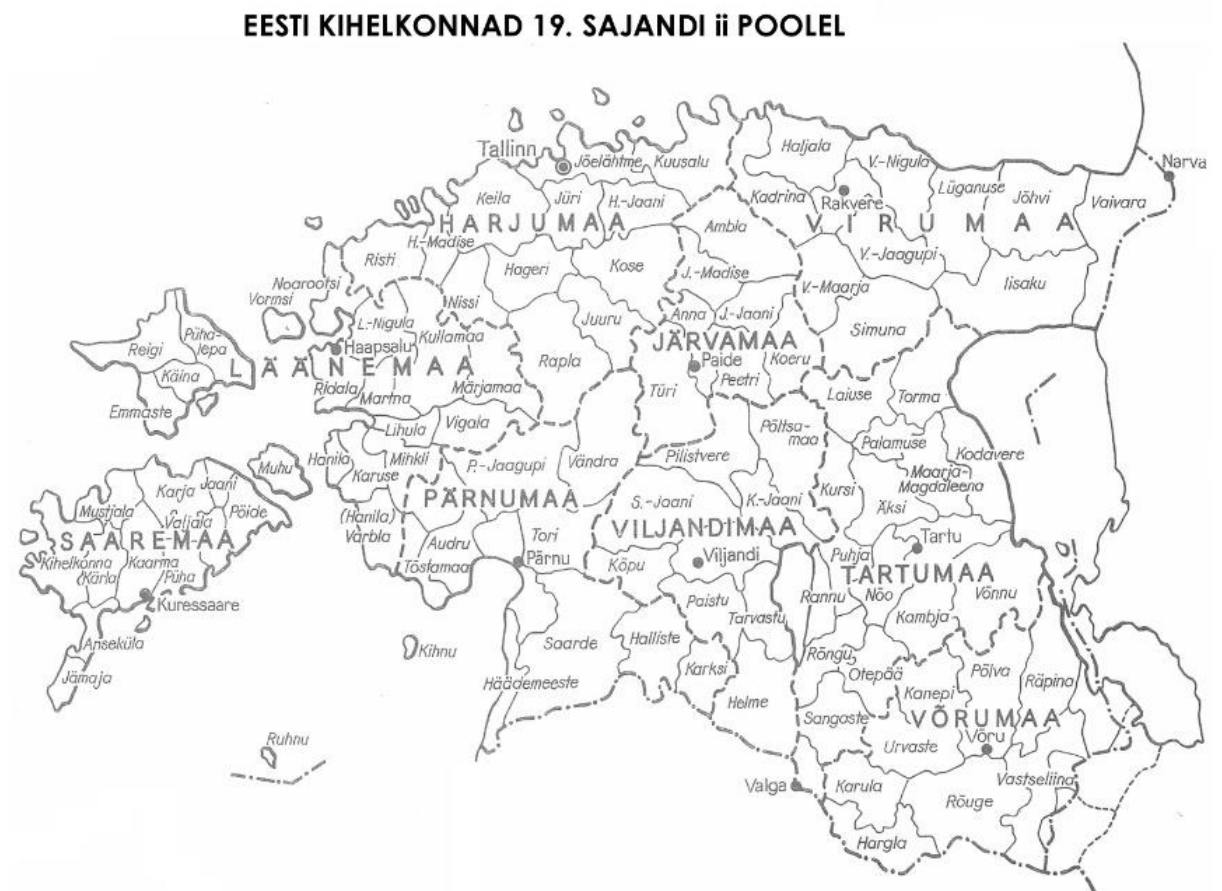 EESTI KIHELKONNAD 19. SAJANDI ii POOLEL
Tallinn
Jõelähtme
Kuusalu
Haljala
V.-Nigula
Narva
Keila
Jüri
H.-Jaani
Kadrina
Rakvere
Lüganuse
Jõhvi
Vaivara
HARJUMAA
VIRUMAA
Ambla
H.-Madise
Risti
Hageri
Kose
J.-Madise
V.-Jaagupi
Iisaku
Noarootsi
Vormsi
Nissi
V.-Maarja
L.-Nigula
Kullamaa
Juuru
Anna
J.-Jaani
Simuna
Reigi
Pühalepa
Haapsalu
Rapla
JÄRVAMAA
Paide
Koeru
LÄÄNEMAA
Käina
Emmaste
Ridala
Martna
Märjamaa
Türi
Peetri
Laiuse
Torma
Lihula
Vigala
Põltsa-
maa
Palamuse
Kodavere
Hanila
Mihkli
Karuse
P.-Jaagupi
Vändra
Pilistvere
Maarja-
Magdaleena
Muhu
Karja
Jaani
Mustjala
Valjala
Pöide
PÄRNUMAA
S.-Jaani
K.-Jaani
Kursi
Äksi
SAAREMAA
(Hanila)
Varbla
Audru
Tori
VILJANDIMAA
Tartu
Kihelkonna
Kaarma
Kärla
Püha
Tõstamaa
Pärnu
Kõpu
Viljandi
Puhja
TARTUMAA
Kuressaare
Paistu
Tarvastu
Rannu
Nõo
Kambja
Võnnu
Anseküla
Jämaja
Kihnu
Saarde
Halliste
Karksi
Rõngu
Otepää
Kanepi
Põlva
Räpina
Häädemeeste
Helme
Sangaste
VÕRUMAA
Urvaste
Võru
Ruhnu
Valga
Karula
Rõuge
Vastseliina
Hargla